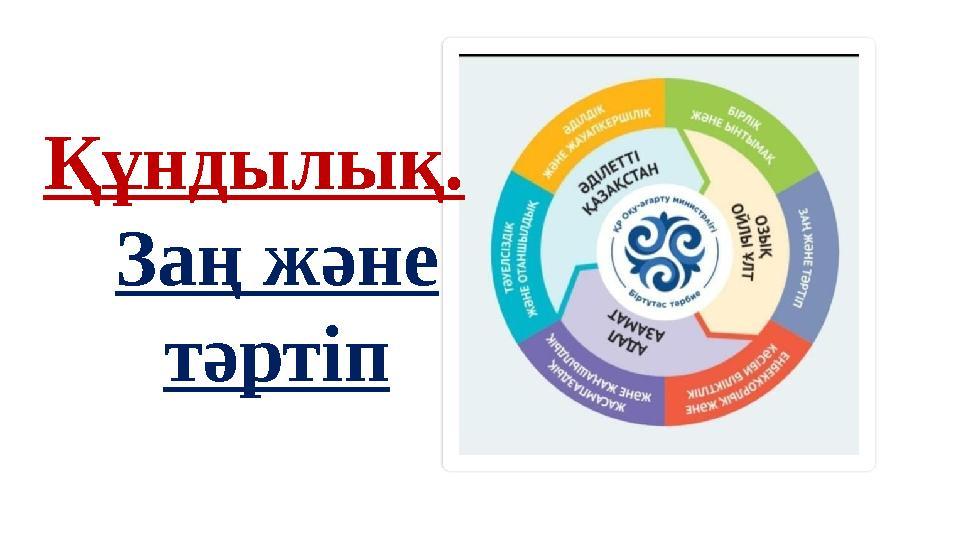 Құндылық.
Заң және
тәртіп
ӘДІЛДІК
ЖӘНЕ ЖАУАПКЕРШІЛІК
БІРЛІК
ЖӘНЕ ЫНТЫМАҚ
ЗАҢ ЖӘНЕ ТӘРТІП
ЕҢБЕКҚОРЛЫҚ ЖӘНЕ
КӘСІБИ БІЛІКТІЛІК
ЖАСАМПАЗДЫҚ
ЖӘНЕ ЖАҢАШЫЛДЫҚ
ТӘУЕЛСІЗДІК
ЖӘНЕ ОТАНШЫЛДЫҚ
ӘДІЛЕТТІ
ҚАЗАҚСТАН
ОЗЫҚ
ОЙЛЫ ҰЛТ
АДАЛ
АЗАМАТ
ҚР Оқу-ағарту министрлігі
Біртұтас тәрбие